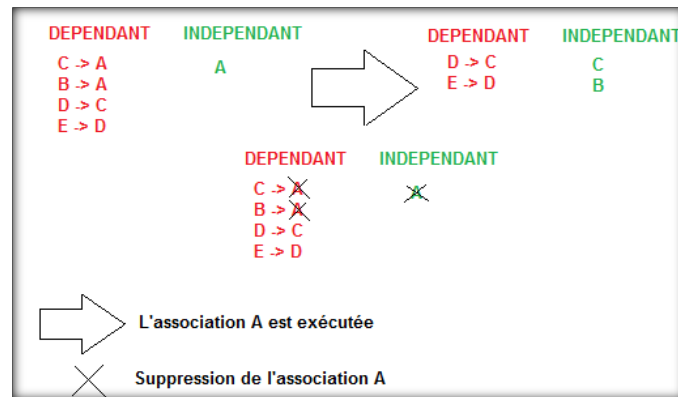 DEPENDANT INDEPENDANT
C -> A A
B -> A
D -> C
E -> D
DEPENDANT INDEPENDANT
D -> C C
E -> D B
DEPENDANT INDEPENDANT
C -> A A
B -> A
D -> C
E -> D
L'association A est exécutée
Suppression de l'association A